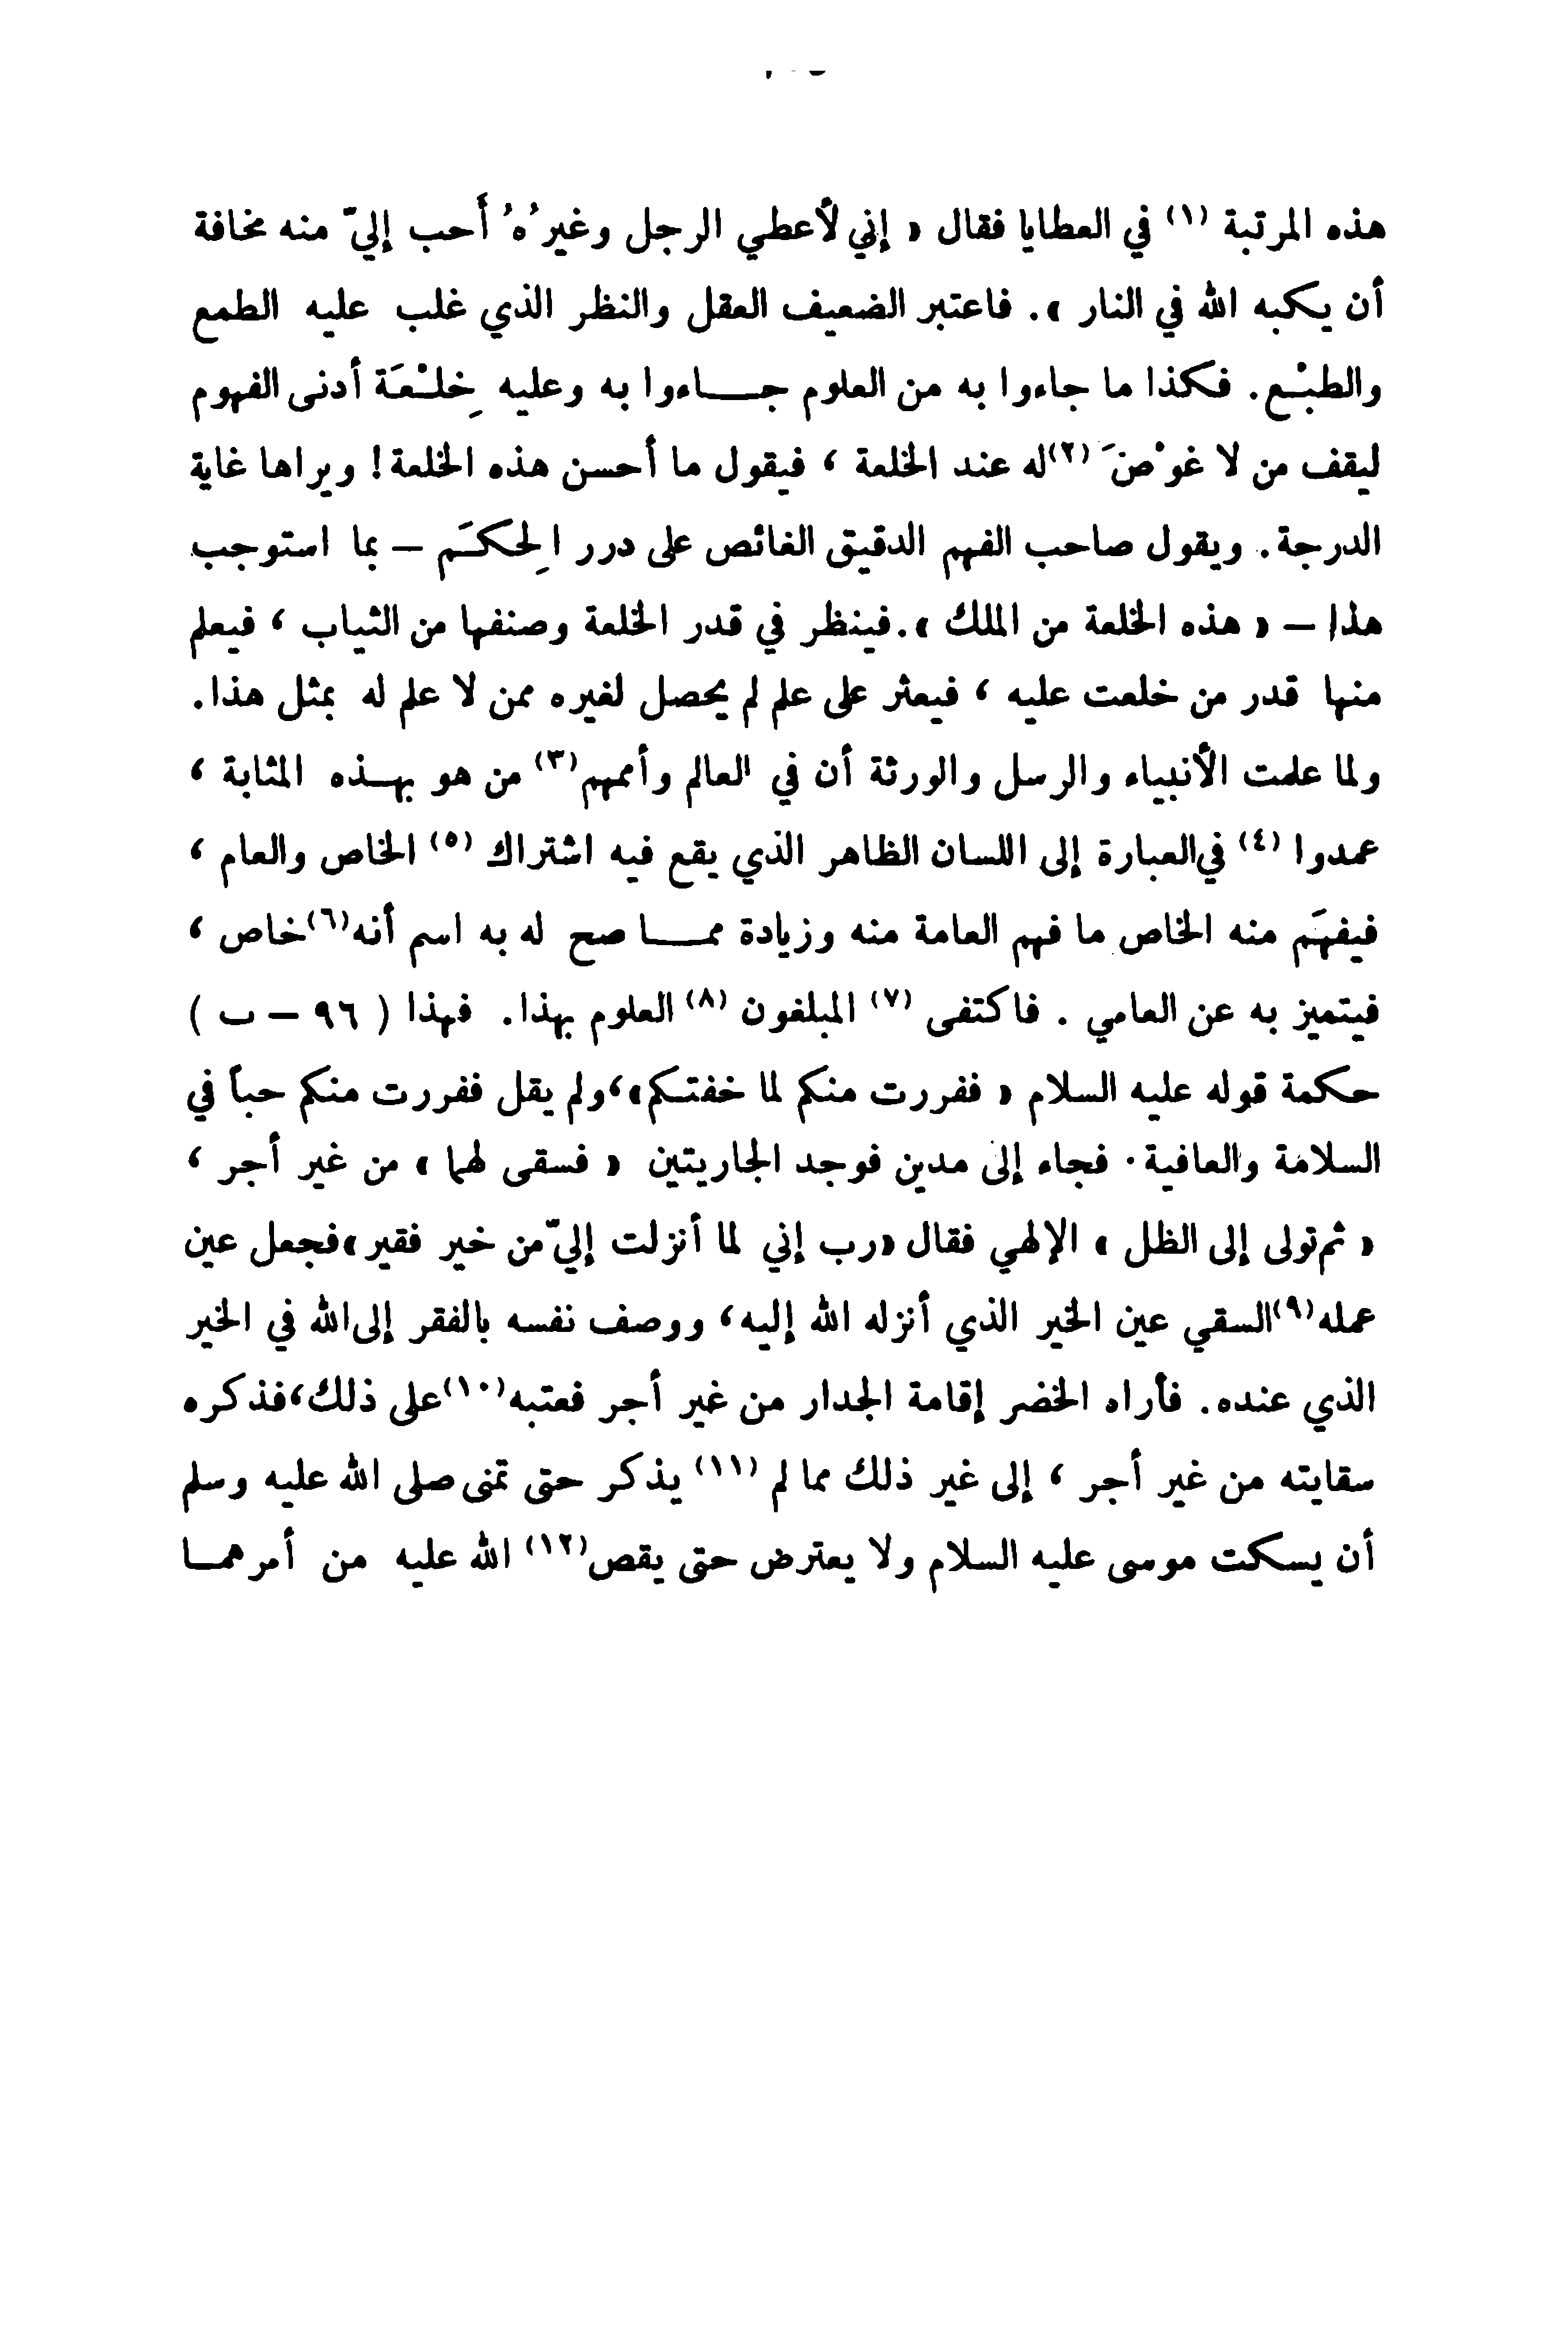 هذه المرتبة (١) في العطايا فقال « إني لأعطي الرجل وغيرُهُ أَحب إليّ منه مخافة
أن يكبه الله في النار ». فاعتبر الضعيف العقل والنظر الذي غلب عليه الطمع
والطبْع. فكذا ما جاءوا به من العلوم جاءوا به وعليه خِلْعَة أدنى الفهوم
ليقف من لا غوْصَ (٢) له عند الخلعة ، فيقول ما أحسن هذه الخلعة! ويراها غاية
الدرجة. ويقول صاحب الفهم الدقيق الغائص على درر الِحكَم – بما استوجب
هذا – « هذه الخلعة من الملك ». فينظر في قدر الخلعة وصنفها من الثياب ، فيعلم
منها قدر من خلعت عليه ، فيعثر على علم لم يحصل لغيره ممن لا علم له بمثل هذا.
ولما علمت الأنبياء والرسل والورثة أن في العالم وأممهم (٣) من هو بهذه المثابة ،
عمدوا (٤) في العبارة إلى اللسان الظاهر الذي يقع فيه اشتراك (٥) الخاص والعام ،
فيفهَم منه الخاص ما فهم العامة منه وزيادة مما صح له به اسم أنه (٦) خاص ،
فيتميز به عن العامي . فاكتفى (٧) المبلغون (٨) العلوم بهذا. فهذا ( ٩٦ – ب )
حكمة قوله عليه السلام « ففررت منكم لما خفتكم »، ولم يقل ففررت منكم حباً في
السلامة والعافية . فجاء إلى مدين فوجد الجاريتين « فسقى لهما » من غير أجر ،
« ثم تولى إلى الظل » الإلهي فقال «رب إني لما أنزلت إليّ من خير فقير » فجعل عين
عمله (٩) السقي عين الخير الذي أنزله الله إليه، ووصف نفسه بالفقر إلى الله في الخير
الذي عنده. فأراه الخضر إقامة الجدار من غير أجر فعتبه (١٠) على ذلك، فذكره
سقايته من غير أجر ، إلى غير ذلك مما لم (١١) يذكر حتى تمنى صلى الله عليه وسلم
أن يسكت موسى عليه السلام ولا يعترض حتى يقص (١٢) الله عليه من أمرهما